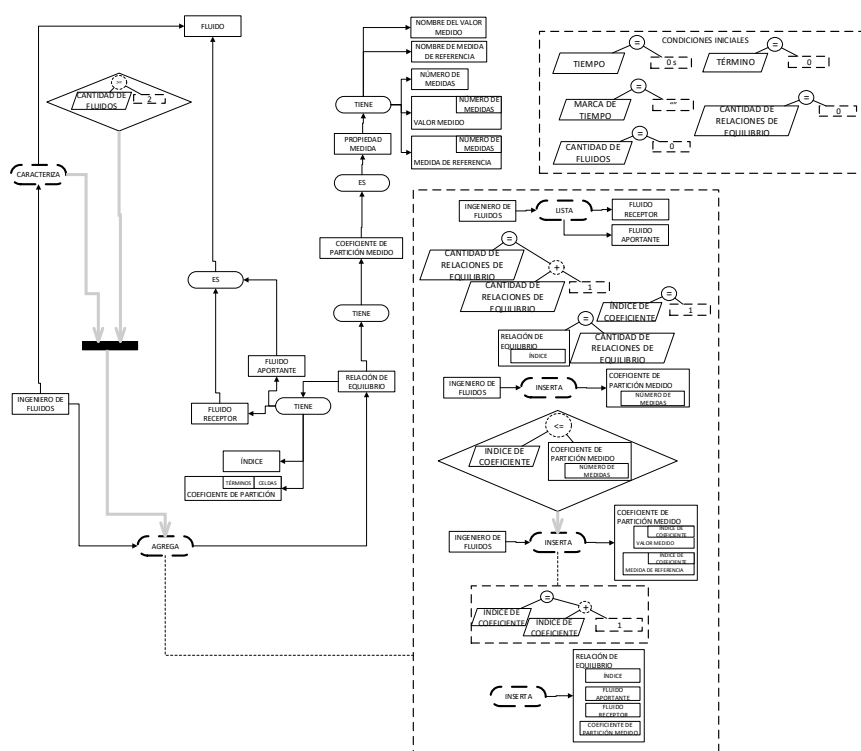 FLUIDO
NOMBRE DEL VALOR
MEDIDO
NOMBRE DE MEDIDA
DE REFERENCIA
NÚMERO DE
MEDIDAS
TIENE
NÚMERO DE
MEDIDAS
VALOR MEDIDO
PROPIEDAD
MEDIDA
NÚMERO DE
MEDIDAS
MEDIDA DE REFERENCIA
CONDICIONES INICIALES
=
TIEMPO
0 s
=
TÉRMINO
0
=
MARCA DE
TIEMPO
“”
=
CANTIDAD DE
RELACIONES DE
EQUILIBRIO
0
=
CANTIDAD DE
FLUIDOS
0
>=
CANTIDAD DE
FLUIDOS
2
CARACTERIZA
ES
COEFICIENTE DE
PARTICIÓN MEDIDO
ES
TIENE
FLUIDO
APORTANTE
RELACIÓN DE
EQUILIBRIO
INGENIERO DE
FLUIDOS
FLUIDO
RECEPTOR
TIENE
ÍNDICE
TÉRMINOS
CELDAS
COEFICIENTE DE PARTICIÓN
AGREGA
INGENIERO DE
FLUIDOS
LISTA
FLUIDO
RECEPTOR
FLUIDO
APORTANTE
=
CANTIDAD DE
RELACIONES DE
EQUILIBRIO
+
CANTIDAD DE
RELACIONES DE
EQUILIBRIO
1
=
ÍNDICE DE
COEFICIENTE
1
=
RELACIÓN DE
EQUILIBRIO
ÍNDICE
CANTIDAD DE
RELACIONES DE
EQUILIBRIO
INGENIERO DE
FLUIDOS
INSERTA
COEFICIENTE DE
PARTICIÓN MEDIDO
NÚMERO DE
MEDIDAS
<=
INDICE DE
COEFICIENTE
COEFICIENTE DE
PARTICIÓN MEDIDO
NÚMERO DE
MEDIDAS
INGENIERO DE
FLUIDOS
INSERTA
COEFICIENTE DE
PARTICIÓN MEDIDO
ÍNDICE DE
COEFICIENTE
VALOR MEDIDO
ÍNDICE DE
COEFICIENTE
MEDIDA DE REFERENCIA
=
INDICE DE
COEFICIENTE
+
INDICE DE
COEFICIENTE
1
INSERTA
RELACIÓN DE
EQUILIBRIO
ÍNDICE
FLUIDO
APORTANTE
FLUIDO
RECEPTOR
COEFICIENTE DE
PARTICIÓN MEDIDO